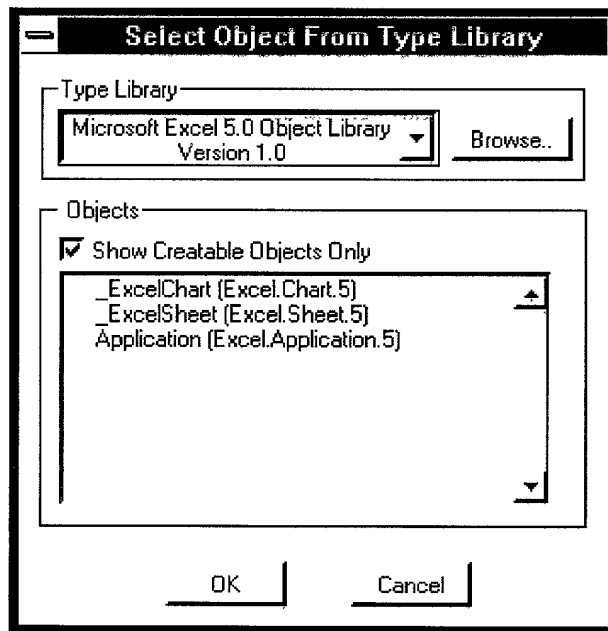 Select Object From Type Library
Type Library
Microsoft Excel 5.0 Object Library
Version 1.0
Browse..
Objects
Show Creatable Objects Only
_ExcelChart (Excel.Chart.5)
_ExcelSheet (Excel.Sheet.5)
Application (Excel.Application.5)
OK
Cancel